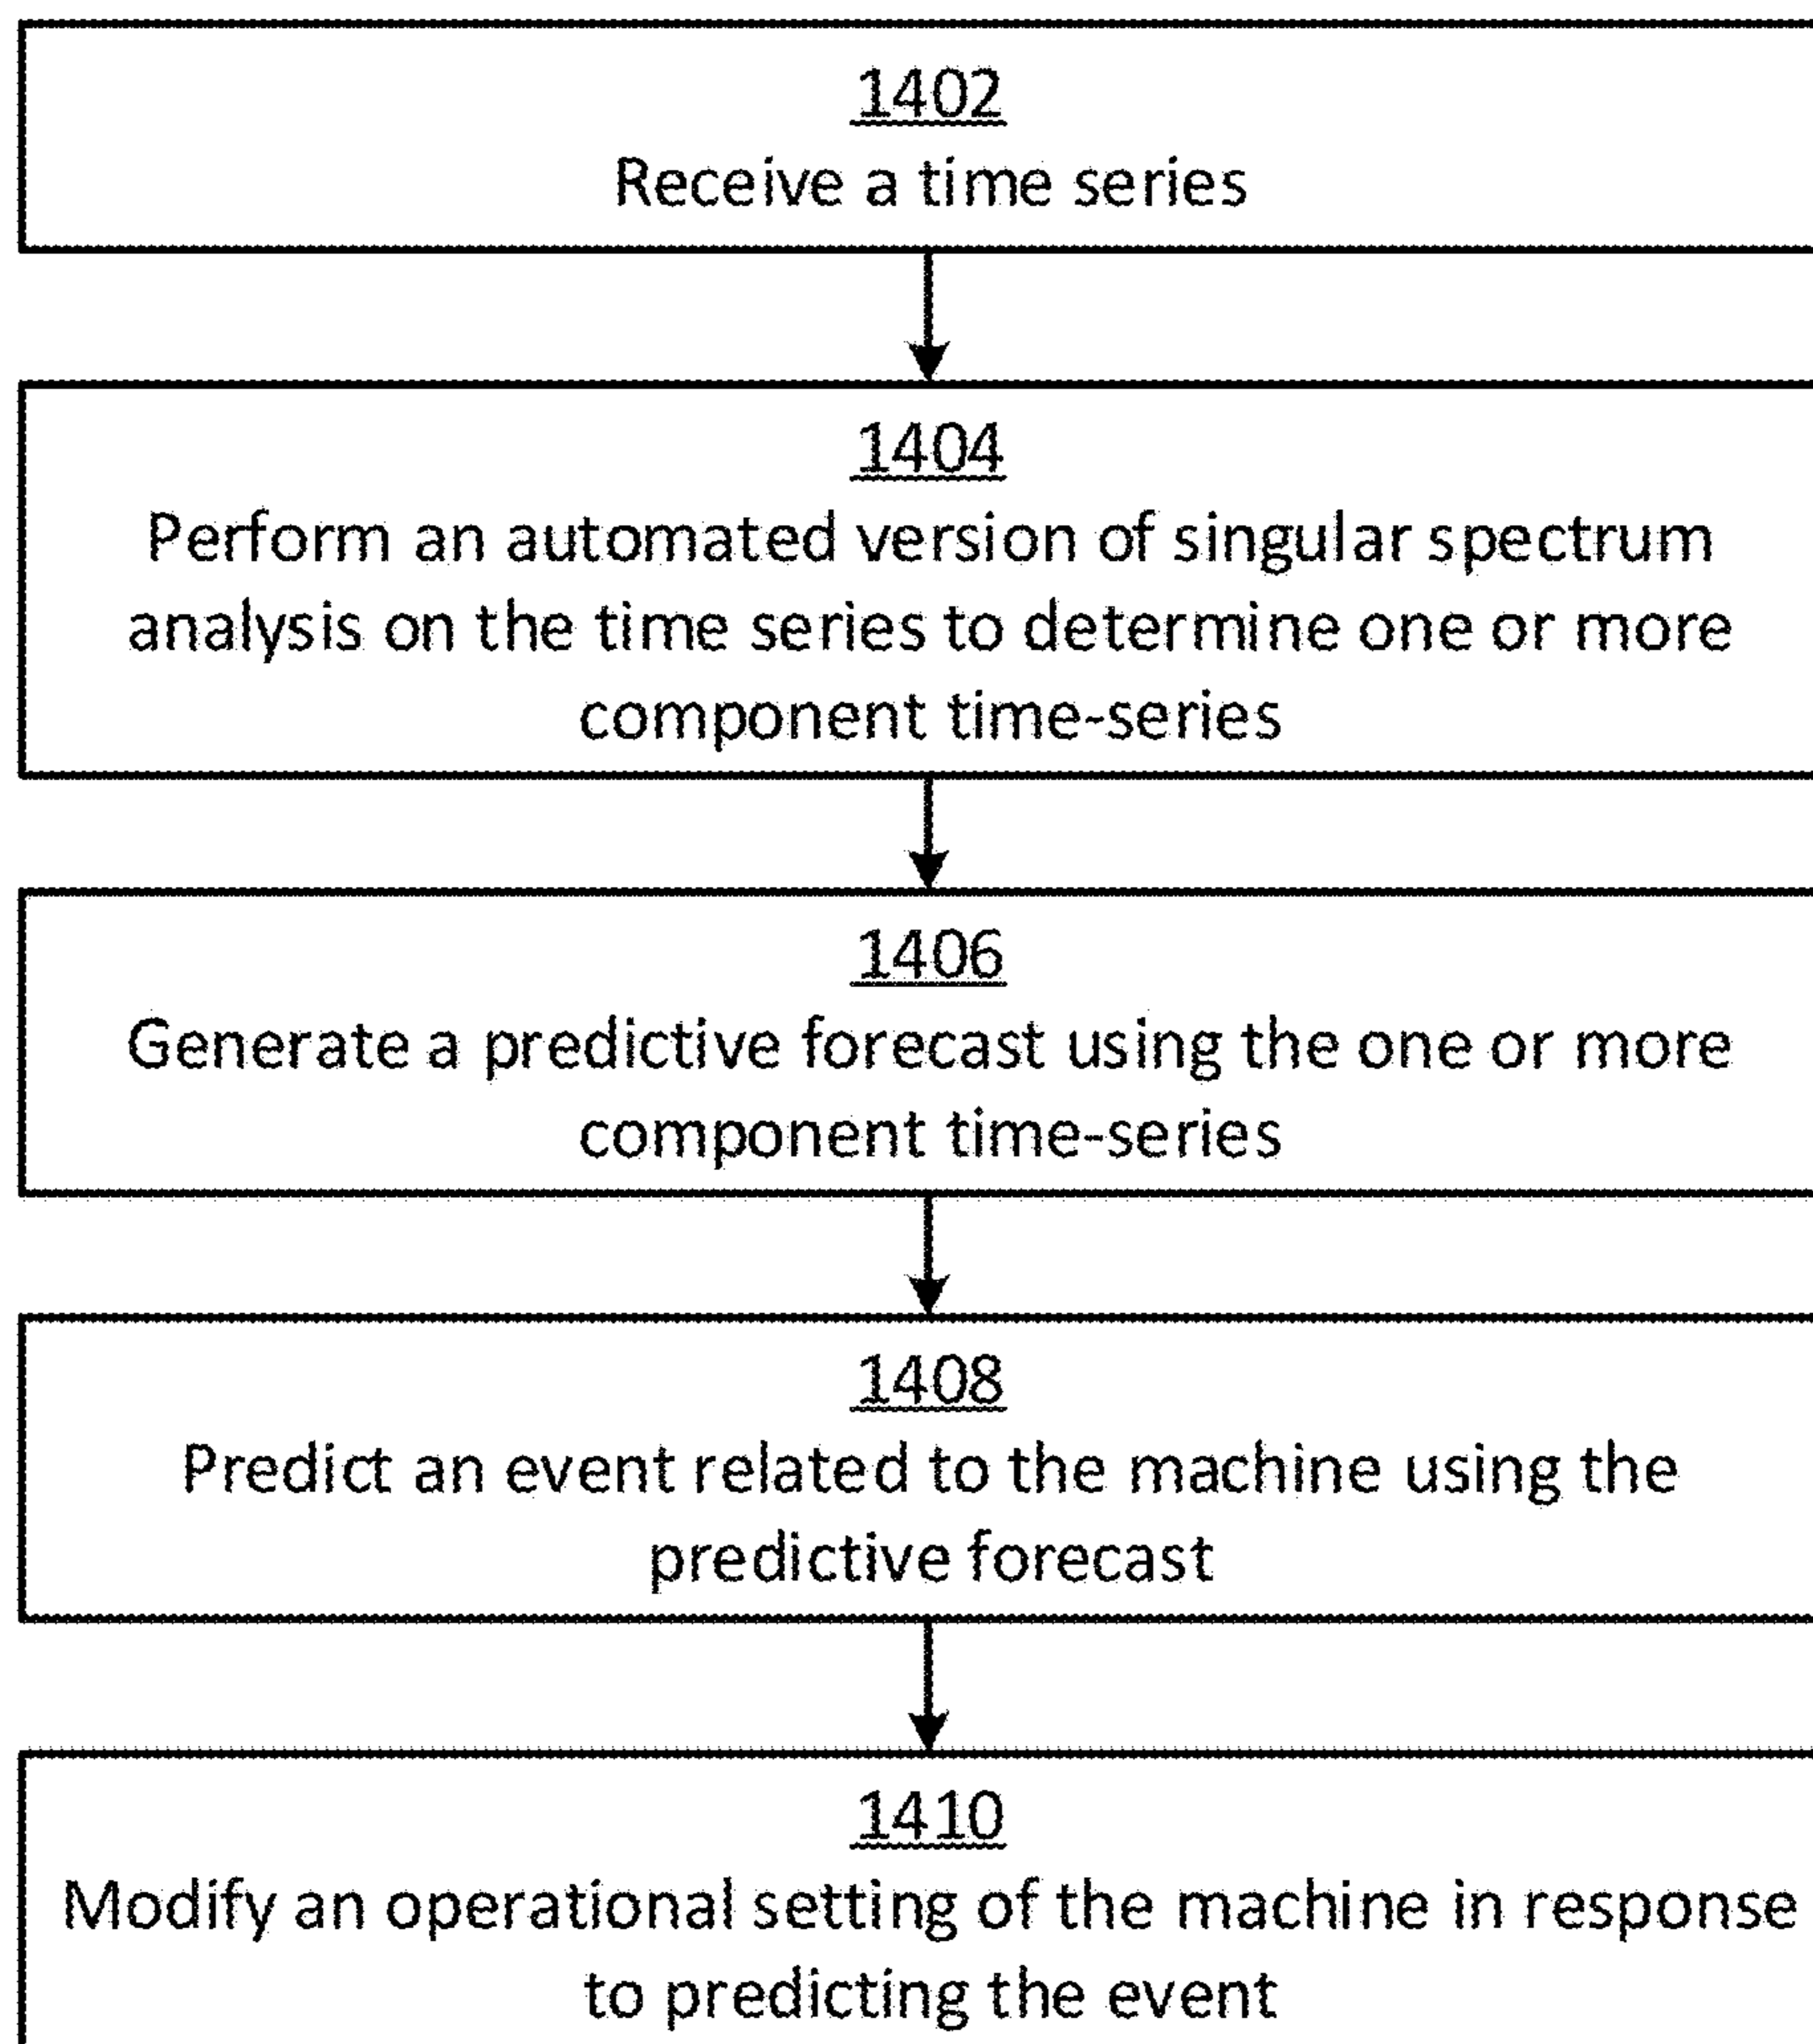 1402
Receive a time series
1404
Perform an automated version of singular spectrum
analysis on the time series to determine one or more
component time-series
1406
Generate a predictive forecast using the one or more
component time-series
1408
Predict an event related to the machine using the
predictive forecast
1410
Modify an operational setting of the machine in response
to predicting the event